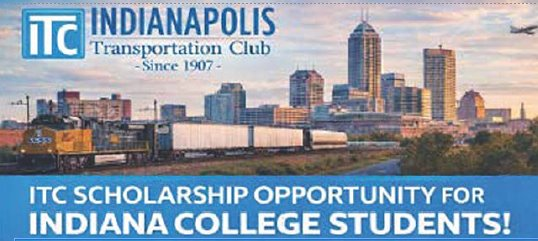 ITC
INDIANAPOLIS
Transportation Club
- Since 1907 -
ITC SCHOLARSHIP OPPORTUNITY FOR
INDIANA COLLEGE STUDENTS!